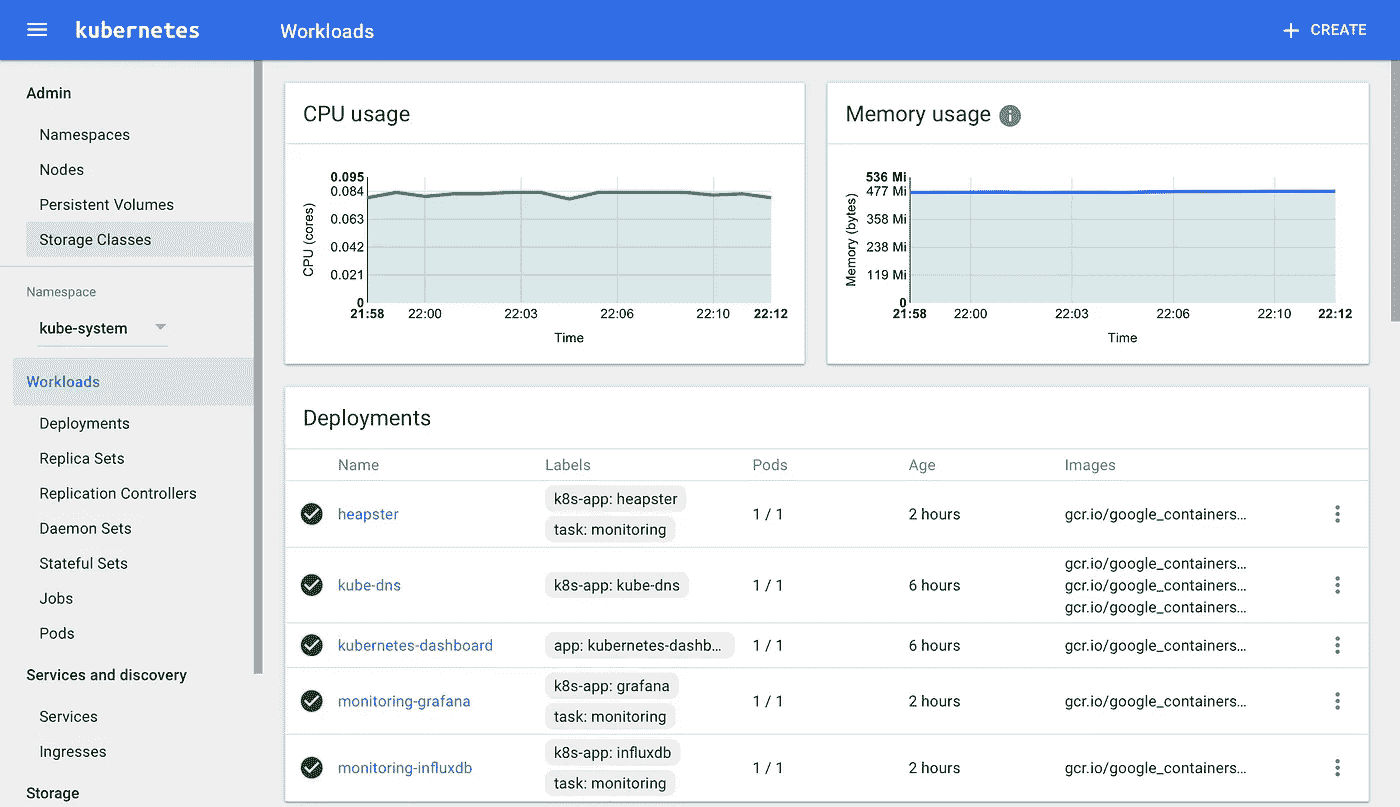 kubernetes
Workloads
CREATE
Admin
Namespaces
Nodes
Persistent Volumes
Storage Classes
Namespace
kube-system
Workloads
Deployments
Replica Sets
Replication Controllers
Daemon Sets
Stateful Sets
Jobs
Pods
Services and discovery
Services
Ingresses
Storage
CPU usage
CPU (cores)
0.095
0.084
0.063
0.042
0.021
0
21:58 22:00 22:03 22:06 22:10 22:12
Time
Memory usage
Memory (bytes)
536 Mi
477 Mi
358 Mi
238 Mi
119 Mi
0
21:58 22:00 22:03 22:06 22:10 22:12
Time
Deployments
Name Labels Pods Age Images
heapster
k8s-app: heapster
task: monitoring
1 / 1
2 hours
gcr.io/google_containers...
kube-dns
k8s-app: kube-dns
1 / 1
6 hours
gcr.io/google_containers...
gcr.io/google_containers...
gcr.io/google_containers...
kubernetes-dashboard
app: kubernetes-dashb...
1 / 1
6 hours
gcr.io/google_containers...
monitoring-grafana
k8s-app: grafana
task: monitoring
1 / 1
2 hours
gcr.io/google_containers...
monitoring-influxdb
k8s-app: influxdb
task: monitoring
1 / 1
2 hours
gcr.io/google_containers...